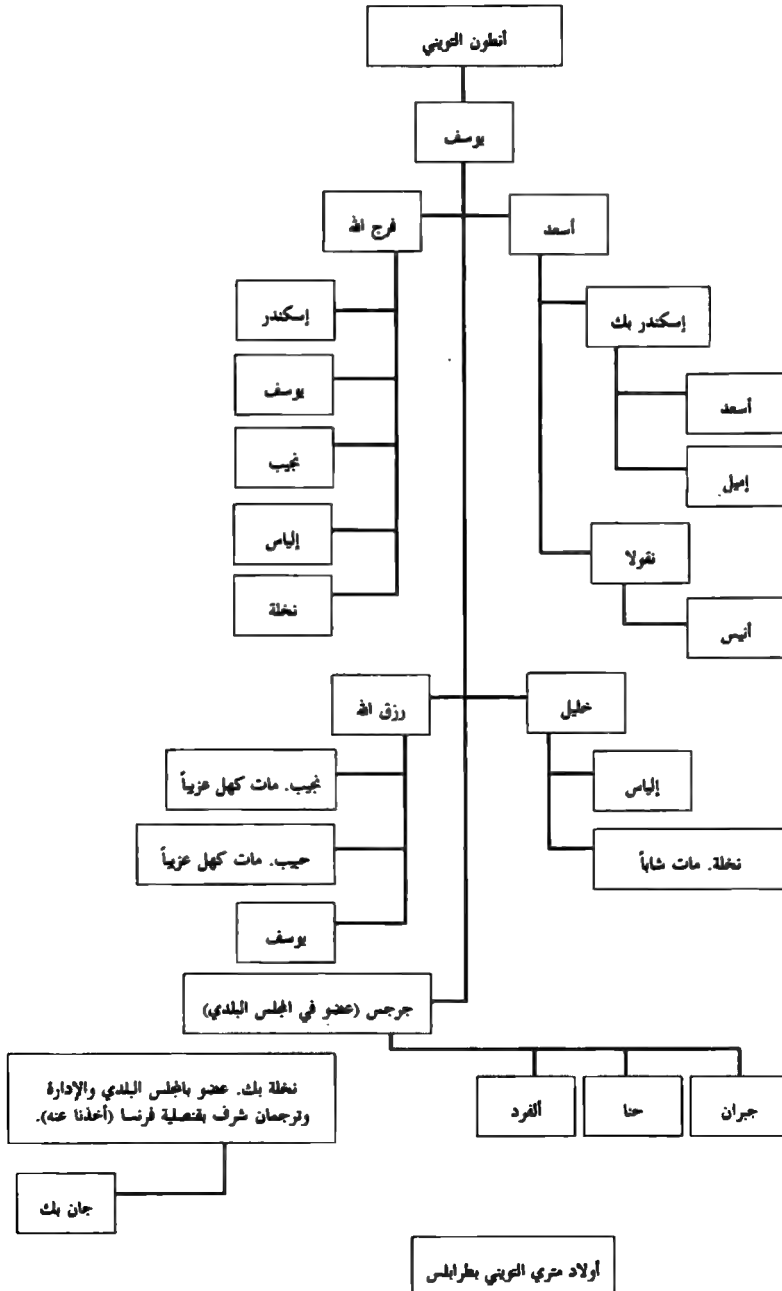 أنطون التويني
يوسف
أسعد
فرج الله
إسكندر بك
إسكندر
يوسف
أسعد
نجيب
إميل
إلياس
نقولا
نخلة
أنيس
خليل
رزق الله
إلياس
نجيب. مات كهل عزيباً
نخلة. مات شاباً
حبيب. مات كهل عزيباً
يوسف
جرجس (عضو في المجلس البلدي)
جبران
حنا
ألفرد
نخلة بك. عضو بالمجلس البلدي والإدارة
وترجمان شرف بقنصلية فرنسا (أخذنا عنه).
جان بك
أولاد متري التويني بطرابلس